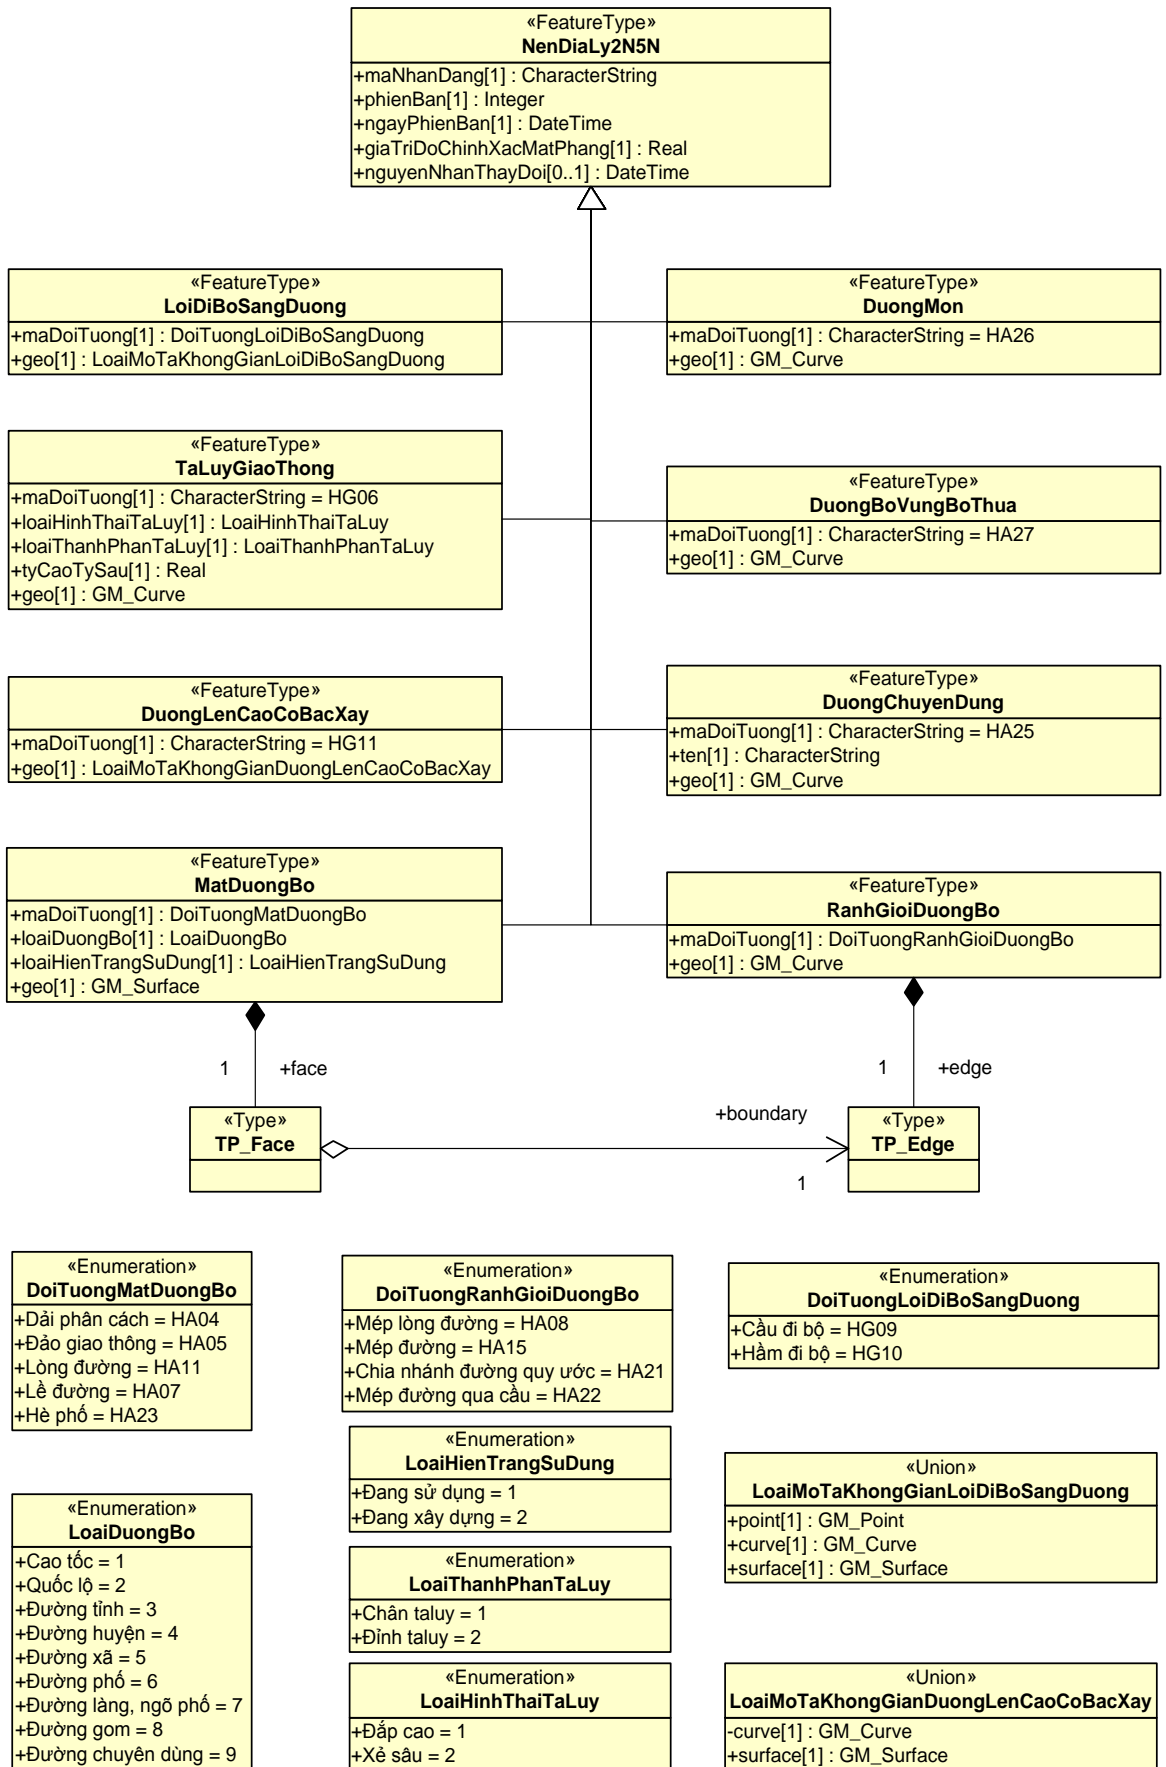 «FeatureType»
NenDiaLy2N5N
+maNhanDang[1] : CharacterString
+phienBan[1] : Integer
+ngayPhienBan[1] : DateTime
+giaTriDoChinhXacMatPhang[1] : Real
+nguyenNhanThayDoi[0..1] : DateTime
«FeatureType»
LoiDiBoSangDuong
+maDoiTuong[1] : DoiTuongLoiDiBoSangDuong
+geo[1] : LoaiMoTaKhongGianLoiDiBoSangDuong
«FeatureType»
DuongMon
+maDoiTuong[1] : CharacterString = HA26
+geo[1] : GM_Curve
«FeatureType»
TaLuyGiaoThong
+maDoiTuong[1] : CharacterString = HG06
+loaiHinhThaiTaLuy[1] : LoaiHinhThaiTaLuy
+loaiThanhPhanTaLuy[1] : LoaiThanhPhanTaLuy
+tyCaoTySau[1] : Real
+geo[1] : GM_Curve
«FeatureType»
DuongBoVungBoThua
+maDoiTuong[1] : CharacterString = HA27
+geo[1] : GM_Curve
«FeatureType»
DuongLenCaoCoBacXay
+maDoiTuong[1] : CharacterString = HG11
+geo[1] : LoaiMoTaKhongGianDuongLenCaoCoBacXay
«FeatureType»
DuongChuyenDung
+maDoiTuong[1] : CharacterString = HA25
+ten[1] : CharacterString
+geo[1] : GM_Curve
«FeatureType»
MatDuongBo
+maDoiTuong[1] : DoiTuongMatDuongBo
+loaiDuongBo[1] : LoaiDuongBo
+loaiHienTrangSuDung[1] : LoaiHienTrangSuDung
+geo[1] : GM_Surface
«FeatureType»
RanhGioiDuongBo
+maDoiTuong[1] : DoiTuongRanhGioiDuongBo
+geo[1] : GM_Curve
1 +face
1 +edge
«Type»
TP_Face
+boundary
1
«Type»
TP_Edge
«Enumeration»
DoiTuongMatDuongBo
+Dải phân cách = HA04
+Đảo giao thông = HA05
+Lòng đường = HA11
+Lề đường = HA07
+Hè phố = HA23
«Enumeration»
DoiTuongRanhGioiDuongBo
+Mép lòng đường = HA08
+Mép đường = HA15
+Chia nhánh đường quy ước = HA21
+Mép đường qua cầu = HA22
«Enumeration»
DoiTuongLoiDiBoSangDuong
+Cầu đi bộ = HG09
+Hầm đi bộ = HG10
«Enumeration»
LoaiHienTrangSuDung
+Đang sử dụng = 1
+Đang xây dựng = 2
«Union»
LoaiMoTaKhongGianLoiDiBoSangDuong
+point[1] : GM_Point
+curve[1] : GM_Curve
+surface[1] : GM_Surface
«Enumeration»
LoaiDuongBo
+Cao tốc = 1
+Quốc lộ = 2
+Đường tỉnh = 3
+Đường huyện = 4
+Đường xã = 5
+Đường phố = 6
+Đường làng, ngõ phố = 7
+Đường gom = 8
+Đường chuyên dùng = 9
«Enumeration»
LoaiThanhPhanTaLuy
+Chân taluy = 1
+Đỉnh taluy = 2
«Enumeration»
LoaiHinhThaiTaLuy
+Đắp cao = 1
+Xẻ sâu = 2
«Union»
LoaiMoTaKhongGianDuongLenCaoCoBacXay
-curve[1] : GM_Curve
+surface[1] : GM_Surface